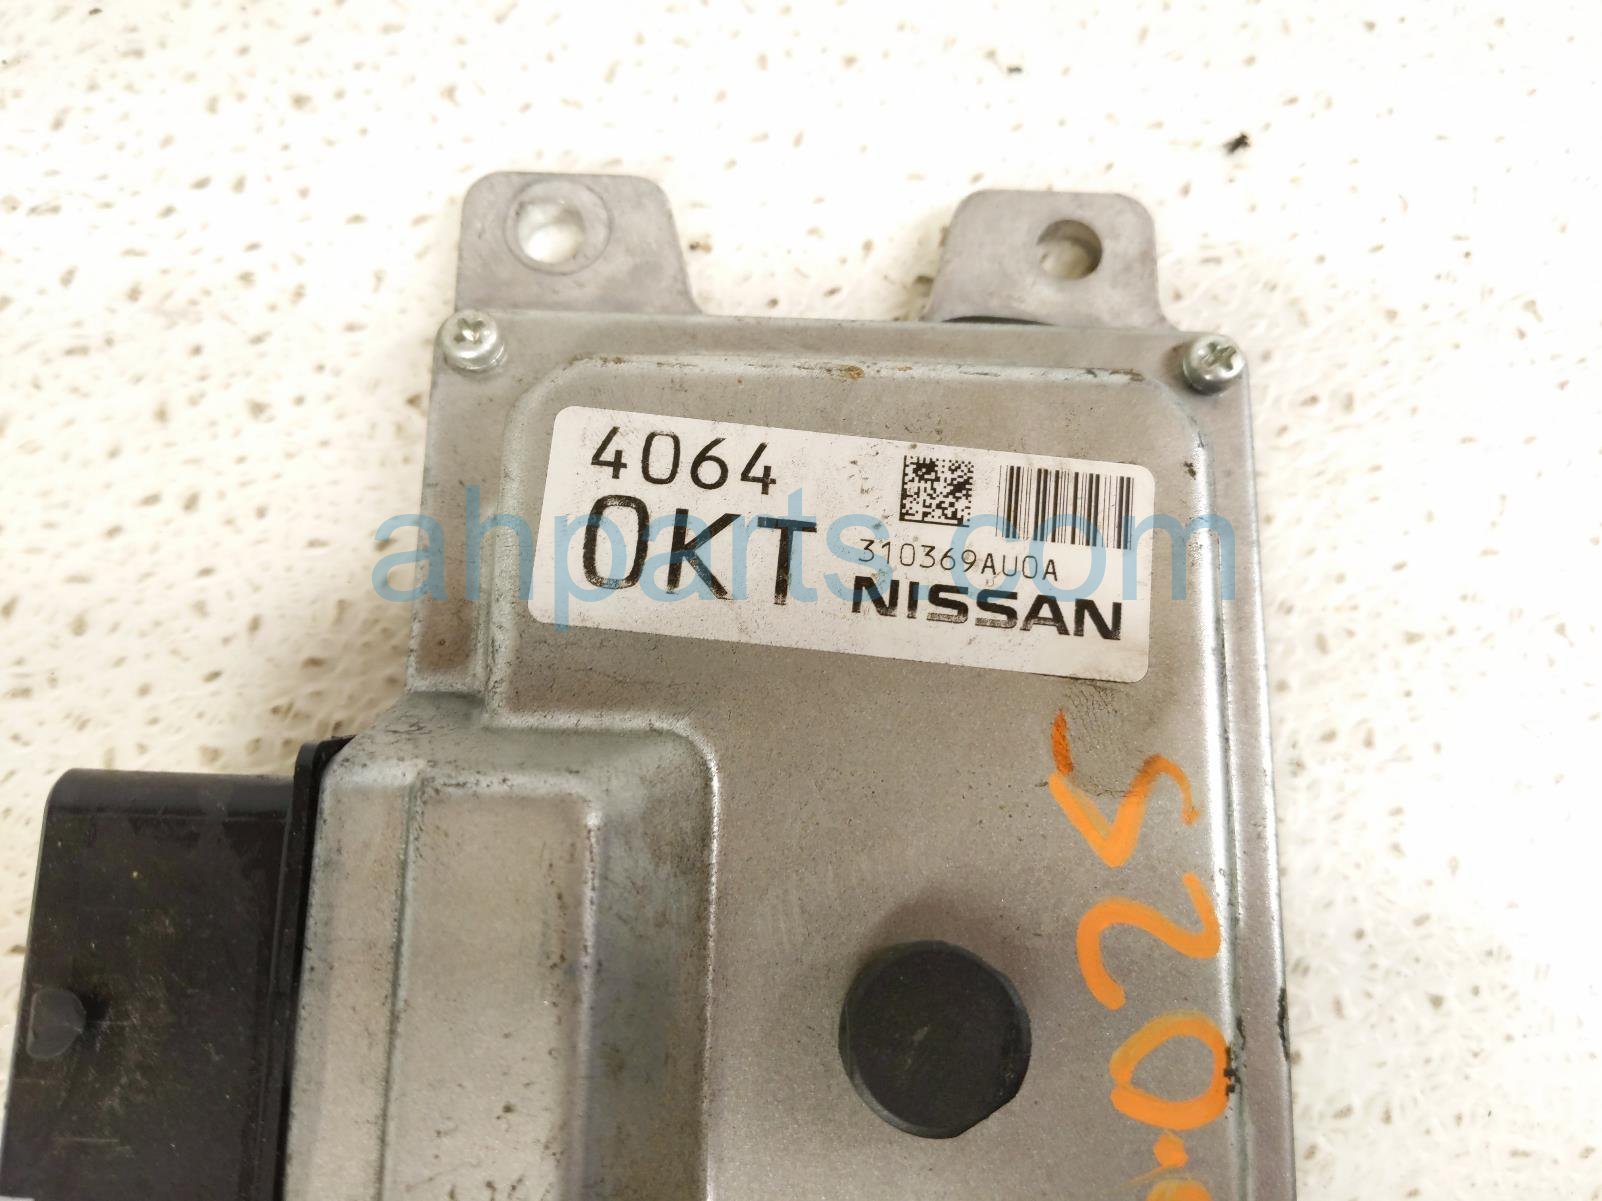 4064
0KT
310369AU0A
NISSAN
ahparts.com